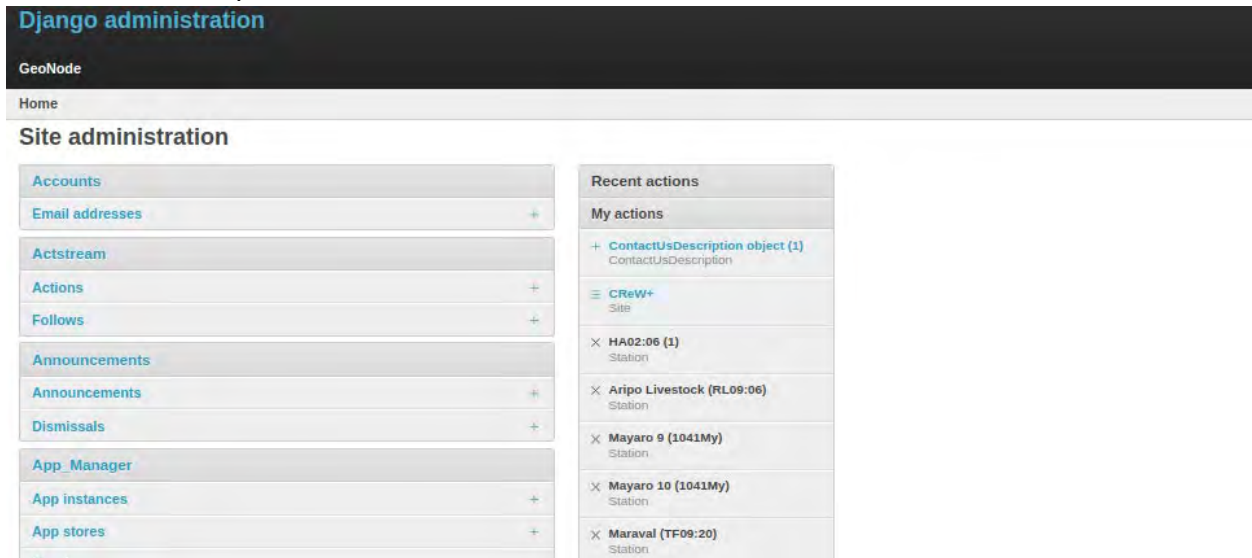 Django administration
GeoNode
Home
Site administration
Accounts
Email addresses +
Actstream
Actions +
Follows +
Announcements
Announcements +
Dismissals +
App_Manager
App instances +
App stores +
Recent actions
My actions
+ ContactUsDescription object (1)
ContactUsDescription
CReW+
Site
× HA02:06 (1)
Station
× Aripo Livestock (RL09:06)
Station
× Mayaro 9 (1041My)
Station
× Mayaro 10 (1041My)
Station
× Maraval (TF09:20)
Station